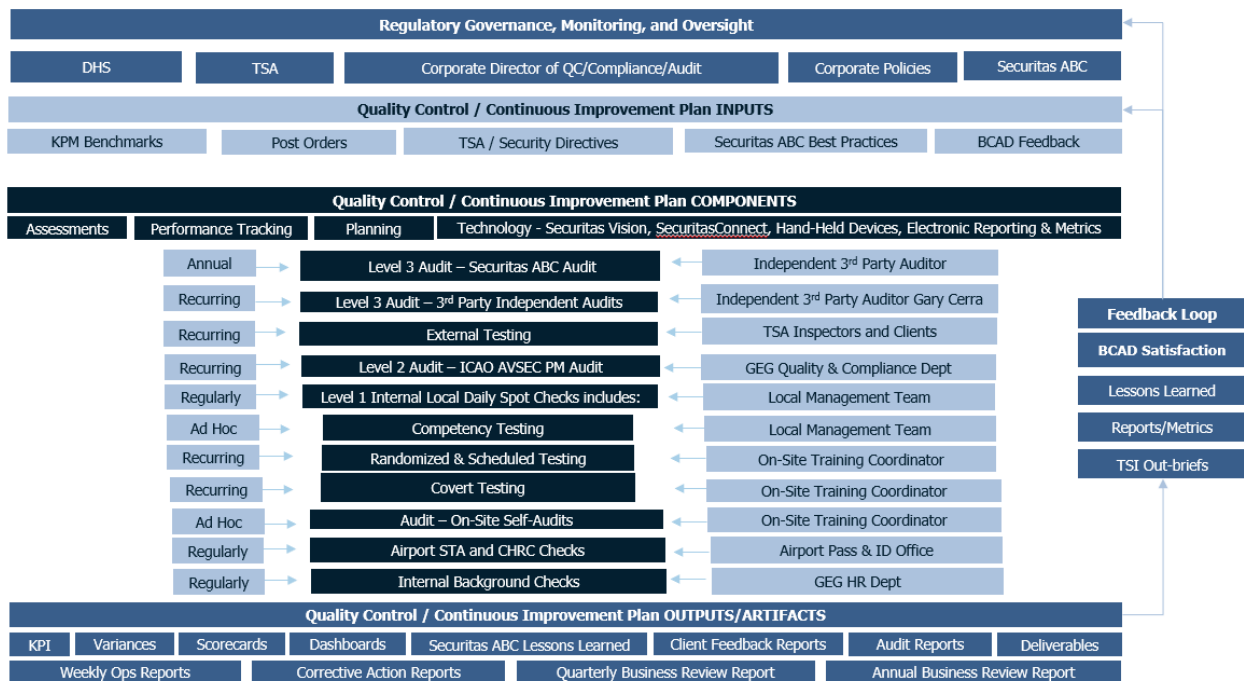 Regulatory Governance, Monitoring, and Oversight
DHS
TSA
Corporate Director of QC/Compliance/Audit
Corporate Policies
Securitas ABC
Quality Control / Continuous Improvement Plan INPUTS
KPM Benchmarks
Post Orders
TSA / Security Directives
Securitas ABC Best Practices
BCAD Feedback
Quality Control / Continuous Improvement Plan COMPONENTS
Assessments
Performance Tracking
Planning
Technology - Securitas Vision, SecuritasConnect, Hand-Held Devices, Electronic Reporting & Metrics
Annual
Level 3 Audit – Securitas ABC Audit
Independent 3rd Party Auditor
Recurring
Level 3 Audit – 3rd Party Independent Audits
Independent 3rd Party Auditor Gary Cerra
Recurring
External Testing
TSA Inspectors and Clients
Recurring
Level 2 Audit – ICAO AVSEC PM Audit
GEG Quality & Compliance Dept
Regularly
Level 1 Internal Local Daily Spot Checks includes:
Local Management Team
Ad Hoc
Competency Testing
Local Management Team
Recurring
Randomized & Scheduled Testing
On-Site Training Coordinator
Recurring
Covert Testing
On-Site Training Coordinator
Ad Hoc
Audit – On-Site Self-Audits
On-Site Training Coordinator
Regularly
Airport STA and CHRC Checks
Airport Pass & ID Office
Regularly
Internal Background Checks
GEG HR Dept
Feedback Loop
BCAD Satisfaction
Lessons Learned
Reports/Metrics
TSI Out-briefs
Quality Control / Continuous Improvement Plan OUTPUTS/ARTIFACTS
KPI
Variances
Scorecards
Dashboards
Securitas ABC Lessons Learned
Client Feedback Reports
Audit Reports
Deliverables
Weekly Ops Reports
Corrective Action Reports
Quarterly Business Review Report
Annual Business Review Report